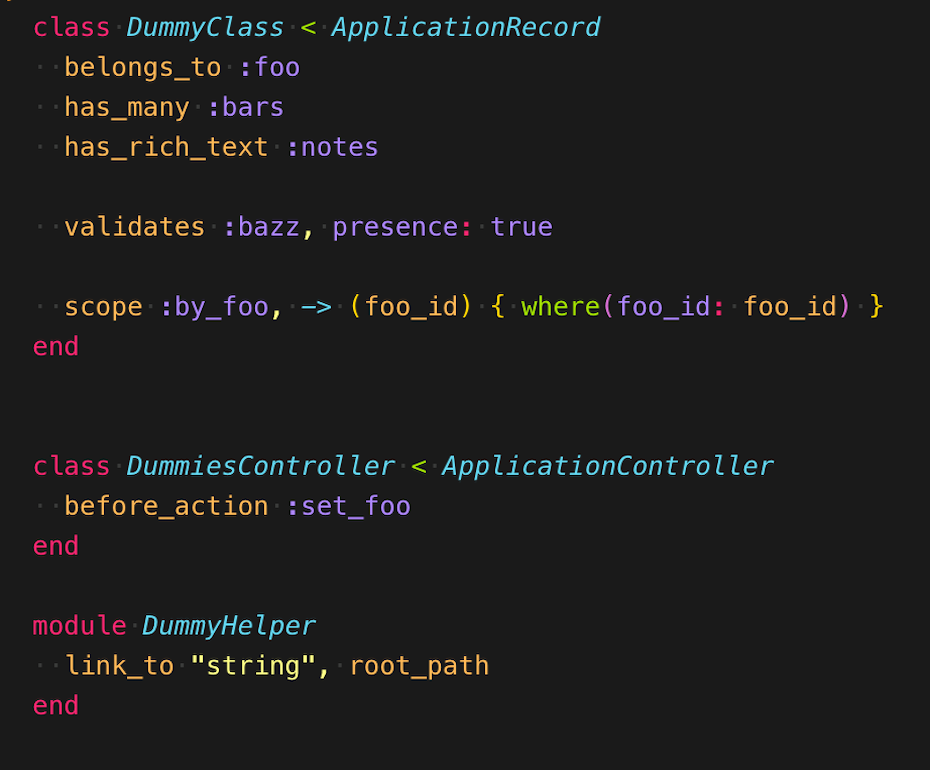 class DummyClass < ApplicationRecord
  belongs_to :foo
  has_many :bars
  has_rich_text :notes

  validates :bazz, presence: true

  scope :by_foo, -> (foo_id) { where(foo_id: foo_id) }
end

class DummiesController < ApplicationController
  before_action :set_foo
end

module DummyHelper
  link_to "string", root_path
end